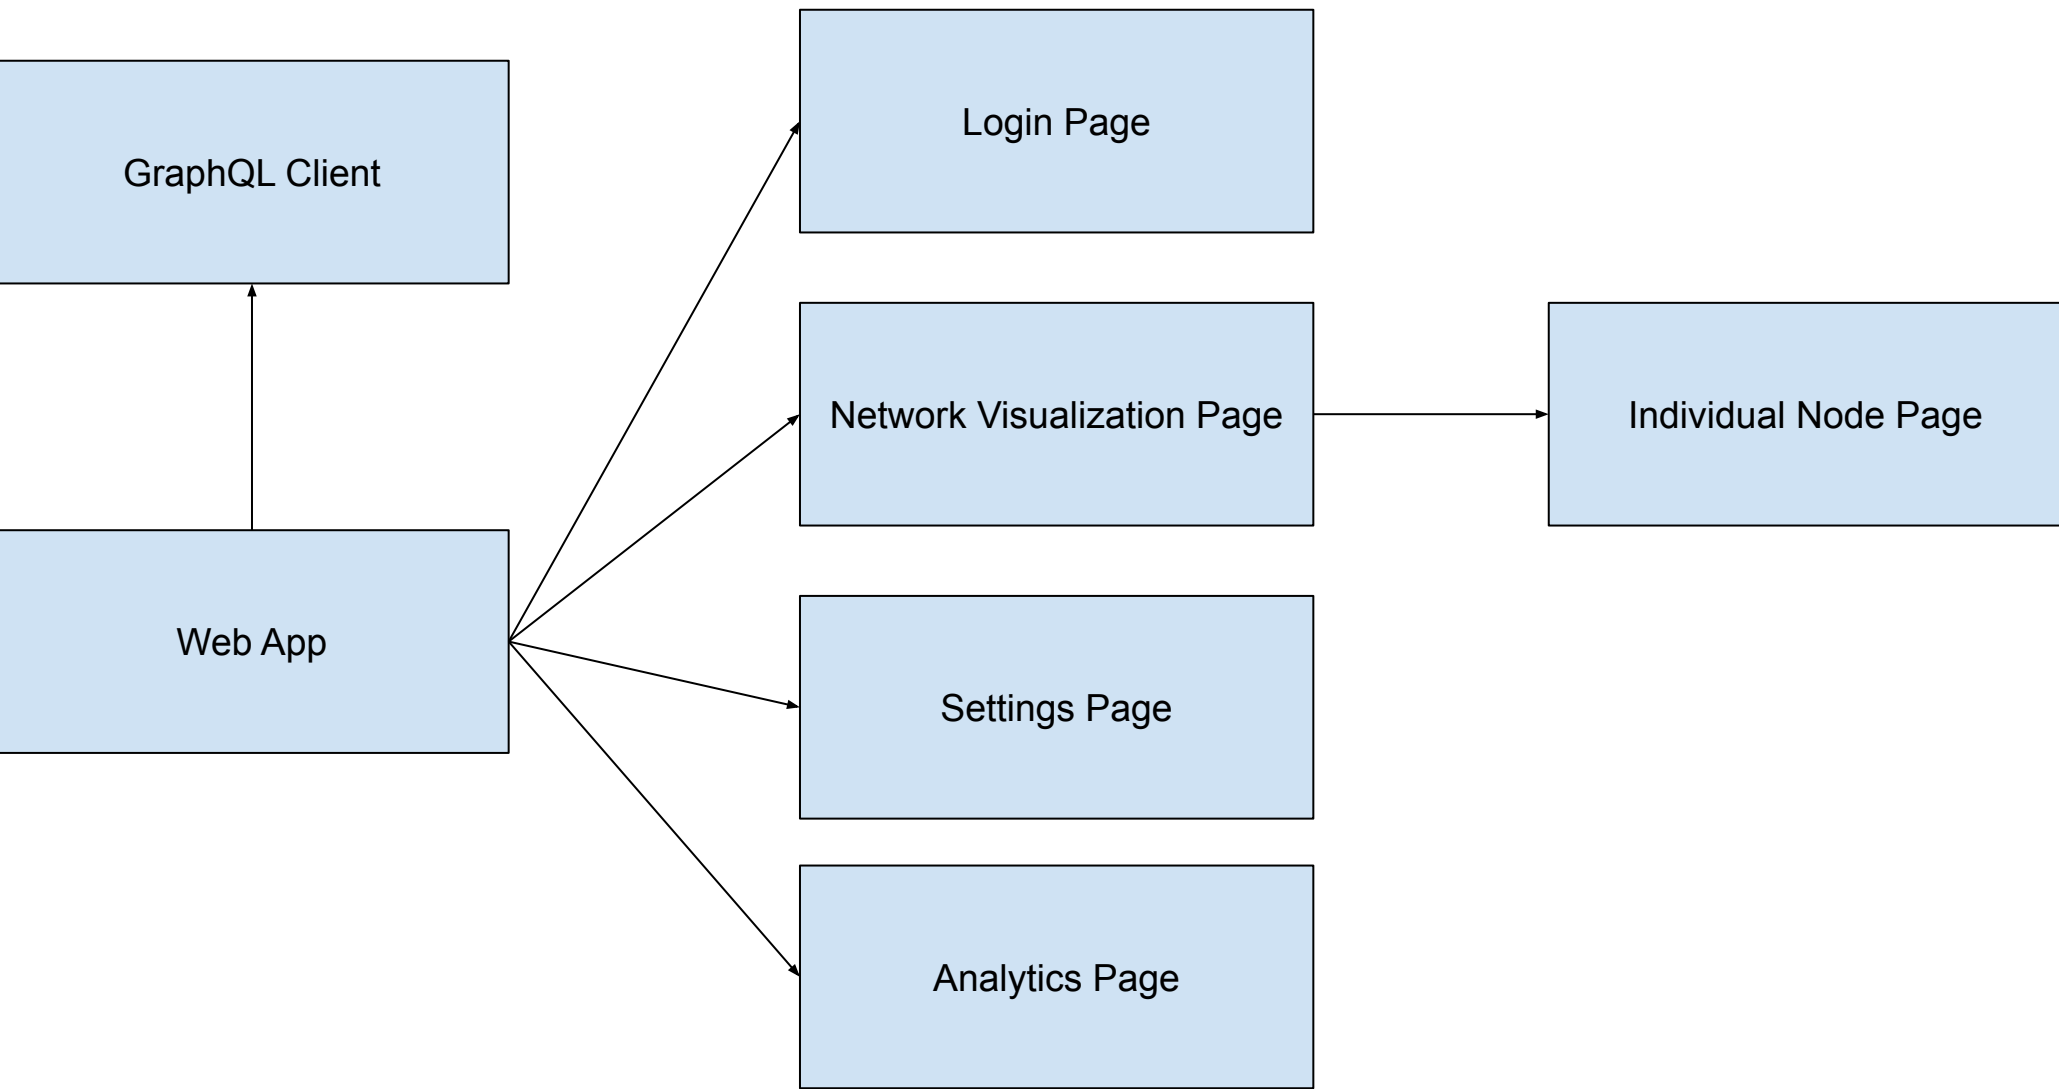 Login Page
GraphQL Client
Network Visualization Page
Individual Node Page
Web App
Settings Page
Analytics Page